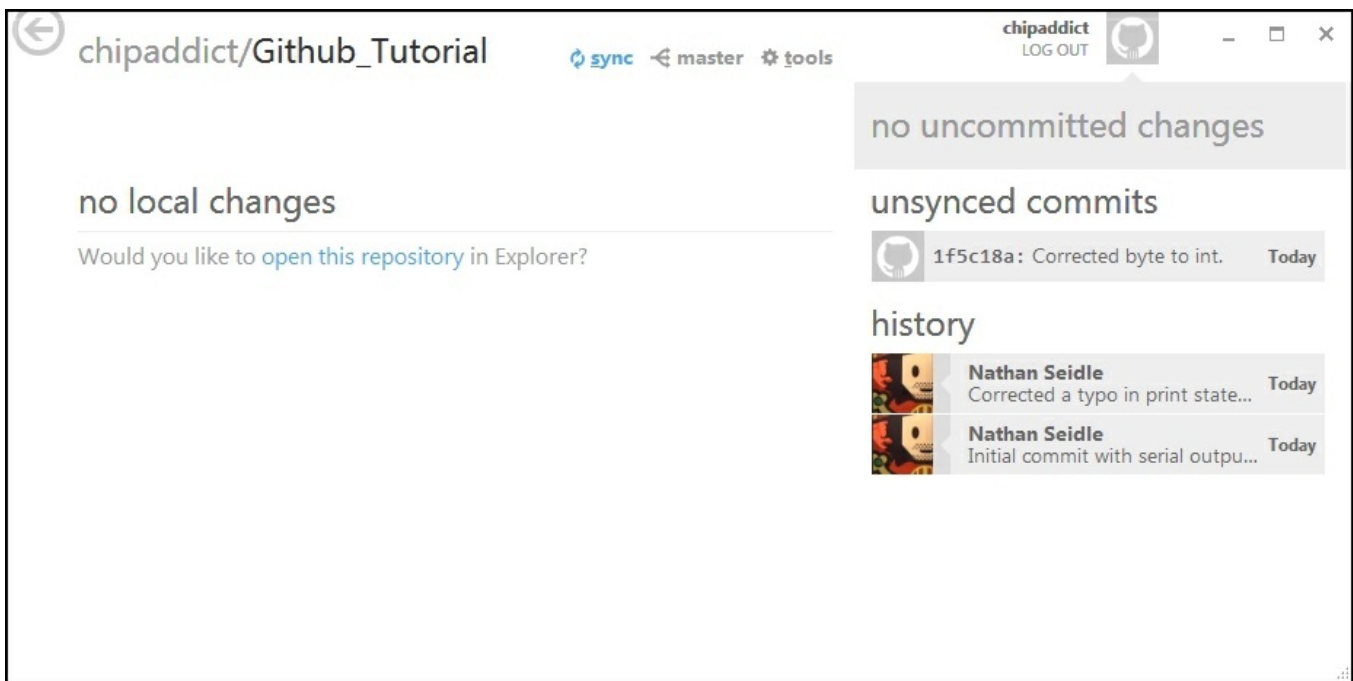 chipaddict/Github_Tutorial
sync master tools
chipaddict
LOG OUT
no uncommitted changes
no local changes
Would you like to open this repository in Explorer?
unsynced commits
1f5c18a: Corrected byte to int. Today
history
Nathan Seidle
Corrected a typo in print state... Today
Nathan Seidle
Initial commit with serial outpu... Today